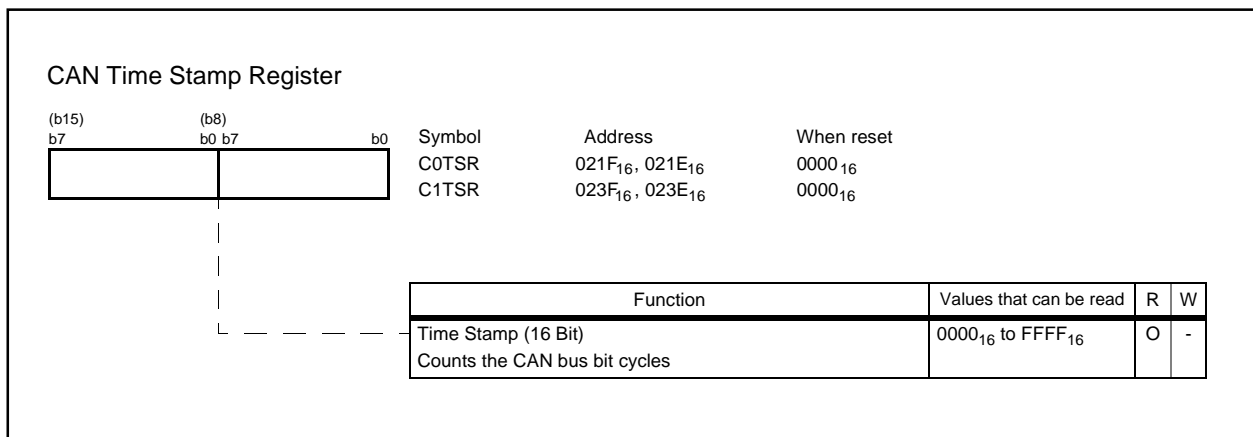 CAN Time Stamp Register
(b15) (b8)
b7 b0 b7 b0 Symbol Address When reset
C0TSR 021F16, 021E16 000016
C1TSR 023F16, 023E16 000016
Function Values that can be read R W
Time Stamp (16 Bit) 000016 to FFFF16 O -
Counts the CAN bus bit cycles